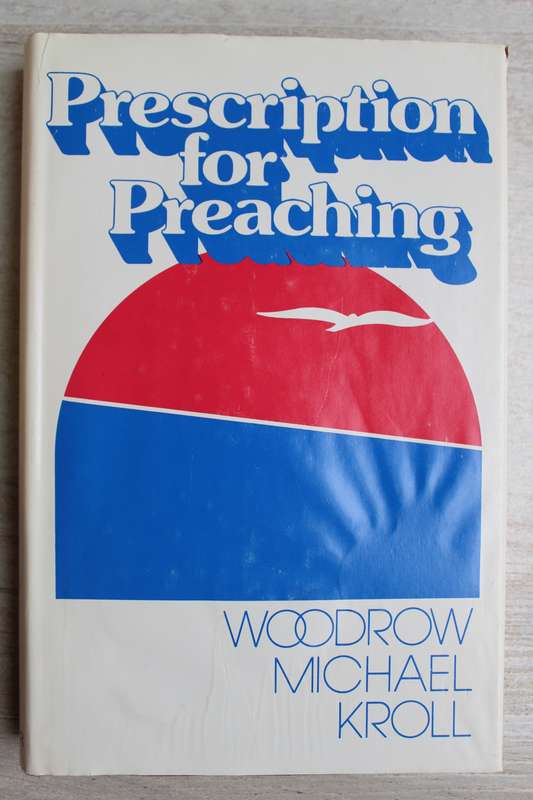 Prescription
for
Preaching
WOODROW
MICHAEL
KROLL